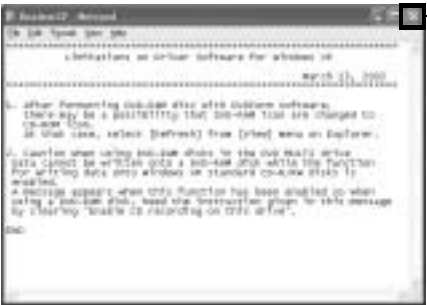 ReadmeXP - Notepad
File Edit Format View Help
Limitations on Driver Software for Windows XP
March 13,
1. After formatting DVD-RAM disc with DVDForm software,
there may be a possibility that DVD-RAM icon are changed to
CD-ROM icon.
In that case, select [Refresh] from [View] menu on Explorer.
2. Caution when using DVD-RAM disks in the DVD MULTI drive
Data cannot be written onto a DVD-RAM disk while the function
for writing data onto Windows XP standard CD-R/RW disks is
enabled.
A message appears when this function has been enabled so when
using a DVD-RAM disk. Read the instruction given in this message
by clearing "Enable CD recording on this drive".
END